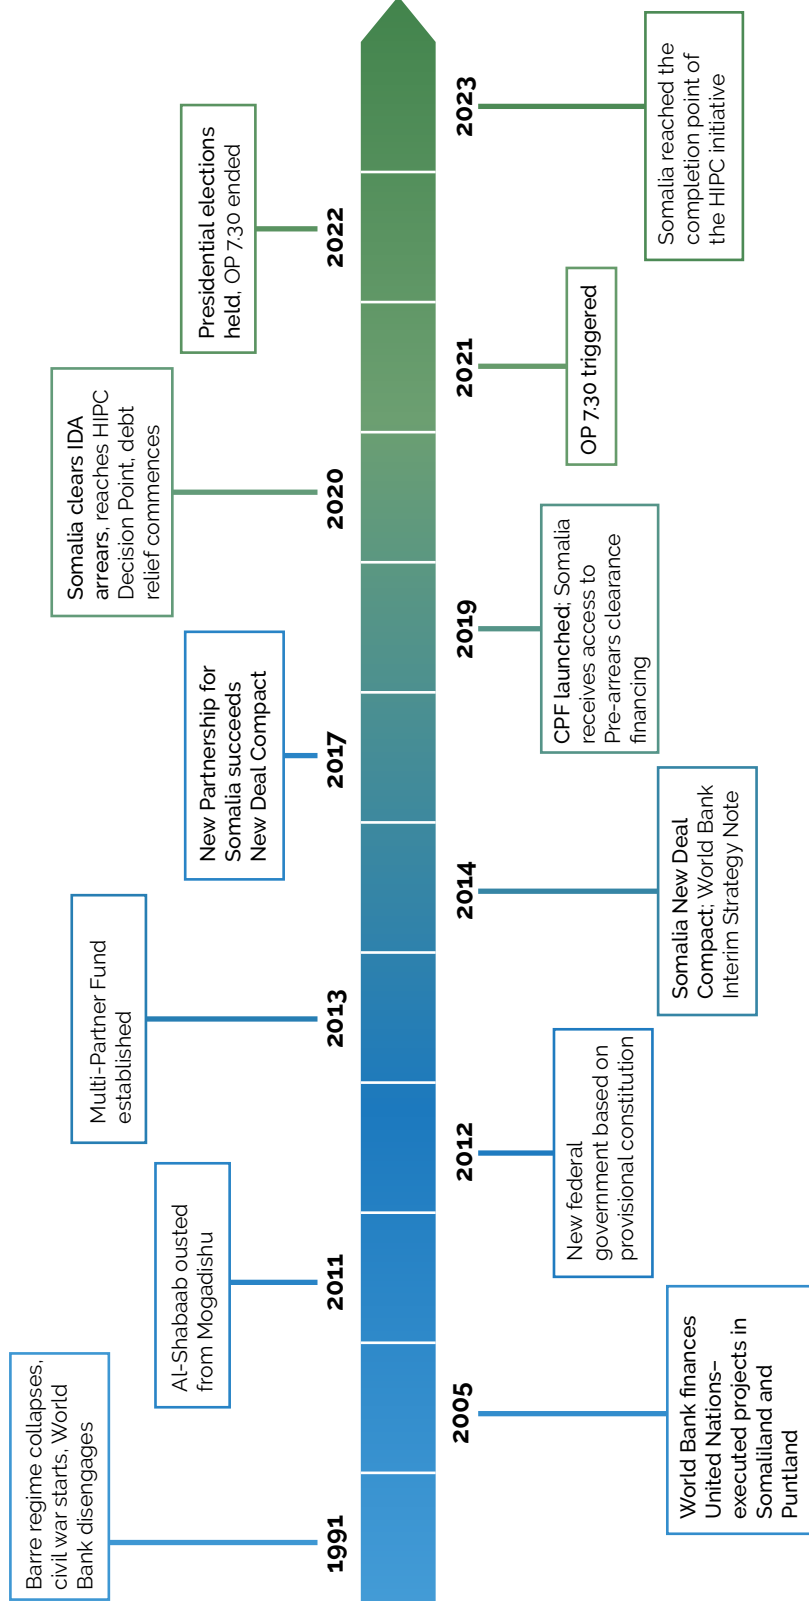 1991
Barre regime collapses,
civil war starts, World
Bank disengages
2005
World Bank finances
United Nations–
executed projects in
Somaliland and
Puntland
2011
Al-Shabaab ousted
from Mogadishu
2012
New federal
government based on
provisional constitution
2013
Multi-Partner Fund
established
2014
Somalia New Deal
Compact; World Bank
Interim Strategy Note
2017
New Partnership for
Somalia succeeds
New Deal Compact
2019
CPF launched; Somalia
receives access to
Pre-arrears clearance
financing
2020
Somalia clears IDA
arrears, reaches HIPC
Decision Point, debt
relief commences
2021
OP 7.30 triggered
2022
Presidential elections
held, OP 7.30 ended
2023
Somalia reached the
completion point of
the HIPC initiative